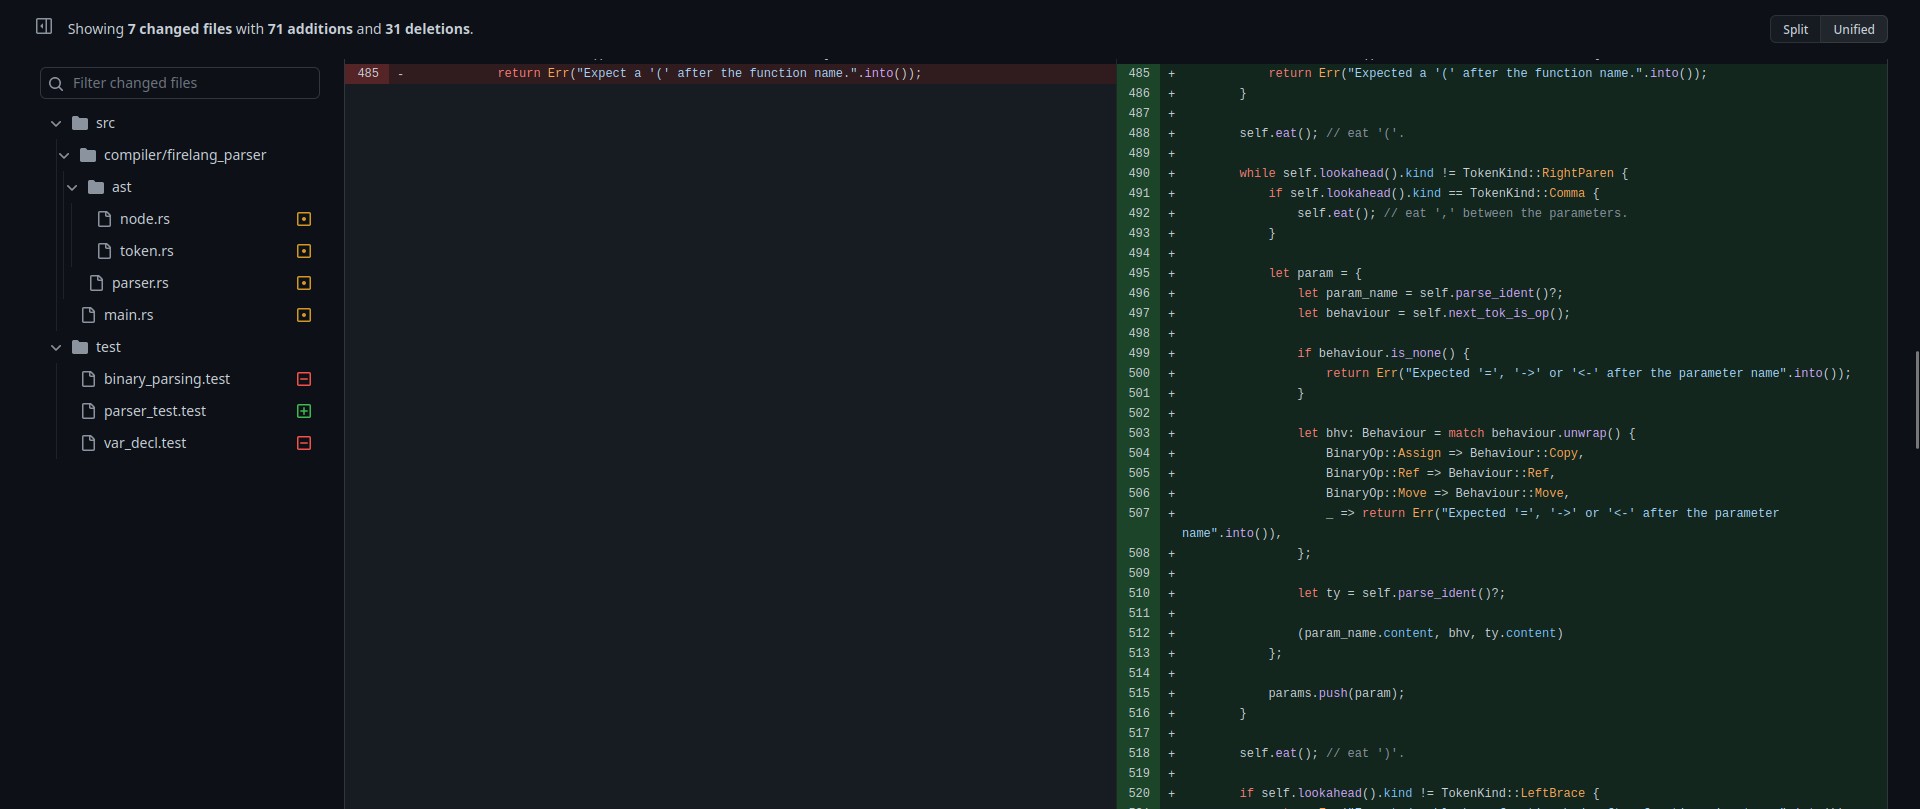 Showing 7 changed files with 71 additions and 31 deletions.
Split
Unified
Filter changed files
src
compiler/firelang_parser
ast
node.rs
token.rs
parser.rs
main.rs
test
binary_parsing.test
parser_test.test
var_decl.test
485 - return Err("Expect a '(' after the function name.".into());
485 + return Err("Expected a '(' after the function name.".into());
486 + }
487 +
488 + self.eat(); // eat '('.
489 +
490 + while self.lookahead().kind != TokenKind::RightParen {
491 + if self.lookahead().kind == TokenKind::Comma {
492 + self.eat(); // eat ',' between the parameters.
493 + }
494 +
495 + let param = {
496 + let param_name = self.parse_ident()?;
497 + let behaviour = self.next_tok_is_op();
498 +
499 + if behaviour.is_none() {
500 + return Err("Expected '=', '->' or '<-' after the parameter name".into());
501 + }
502 +
503 + let bhv: Behaviour = match behaviour.unwrap() {
504 + BinaryOp::Assign => Behaviour::Copy,
505 + BinaryOp::Ref => Behaviour::Ref,
506 + BinaryOp::Move => Behaviour::Move,
507 + _ => return Err("Expected '=', '->' or '<-' after the parameter
name".into()),
508 + };
509 +
510 + let ty = self.parse_ident()?;
511 +
512 + (param_name.content, bhv, ty.content)
513 + };
514 +
515 + params.push(param);
516 + }
517 +
518 + self.eat(); // eat ')'.
519 +
520 + if self.lookahead().kind != TokenKind::LeftBrace {